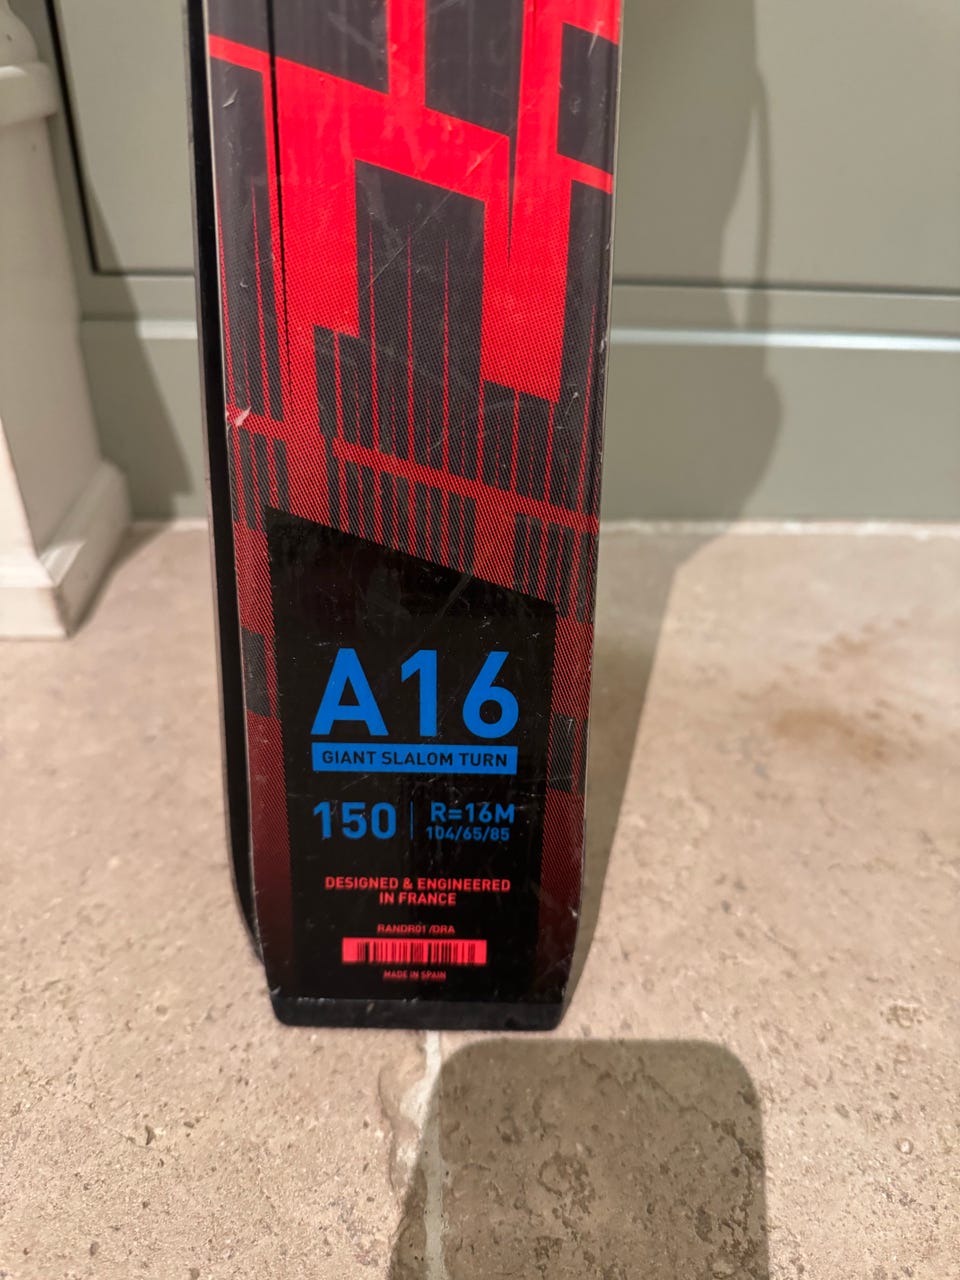 A16
GIANT SLALOM TURN
150 | R=16M
104/65/85
DESIGNED & ENGINEERED
IN FRANCE
RANDR01/DRA
MADE IN SPAIN